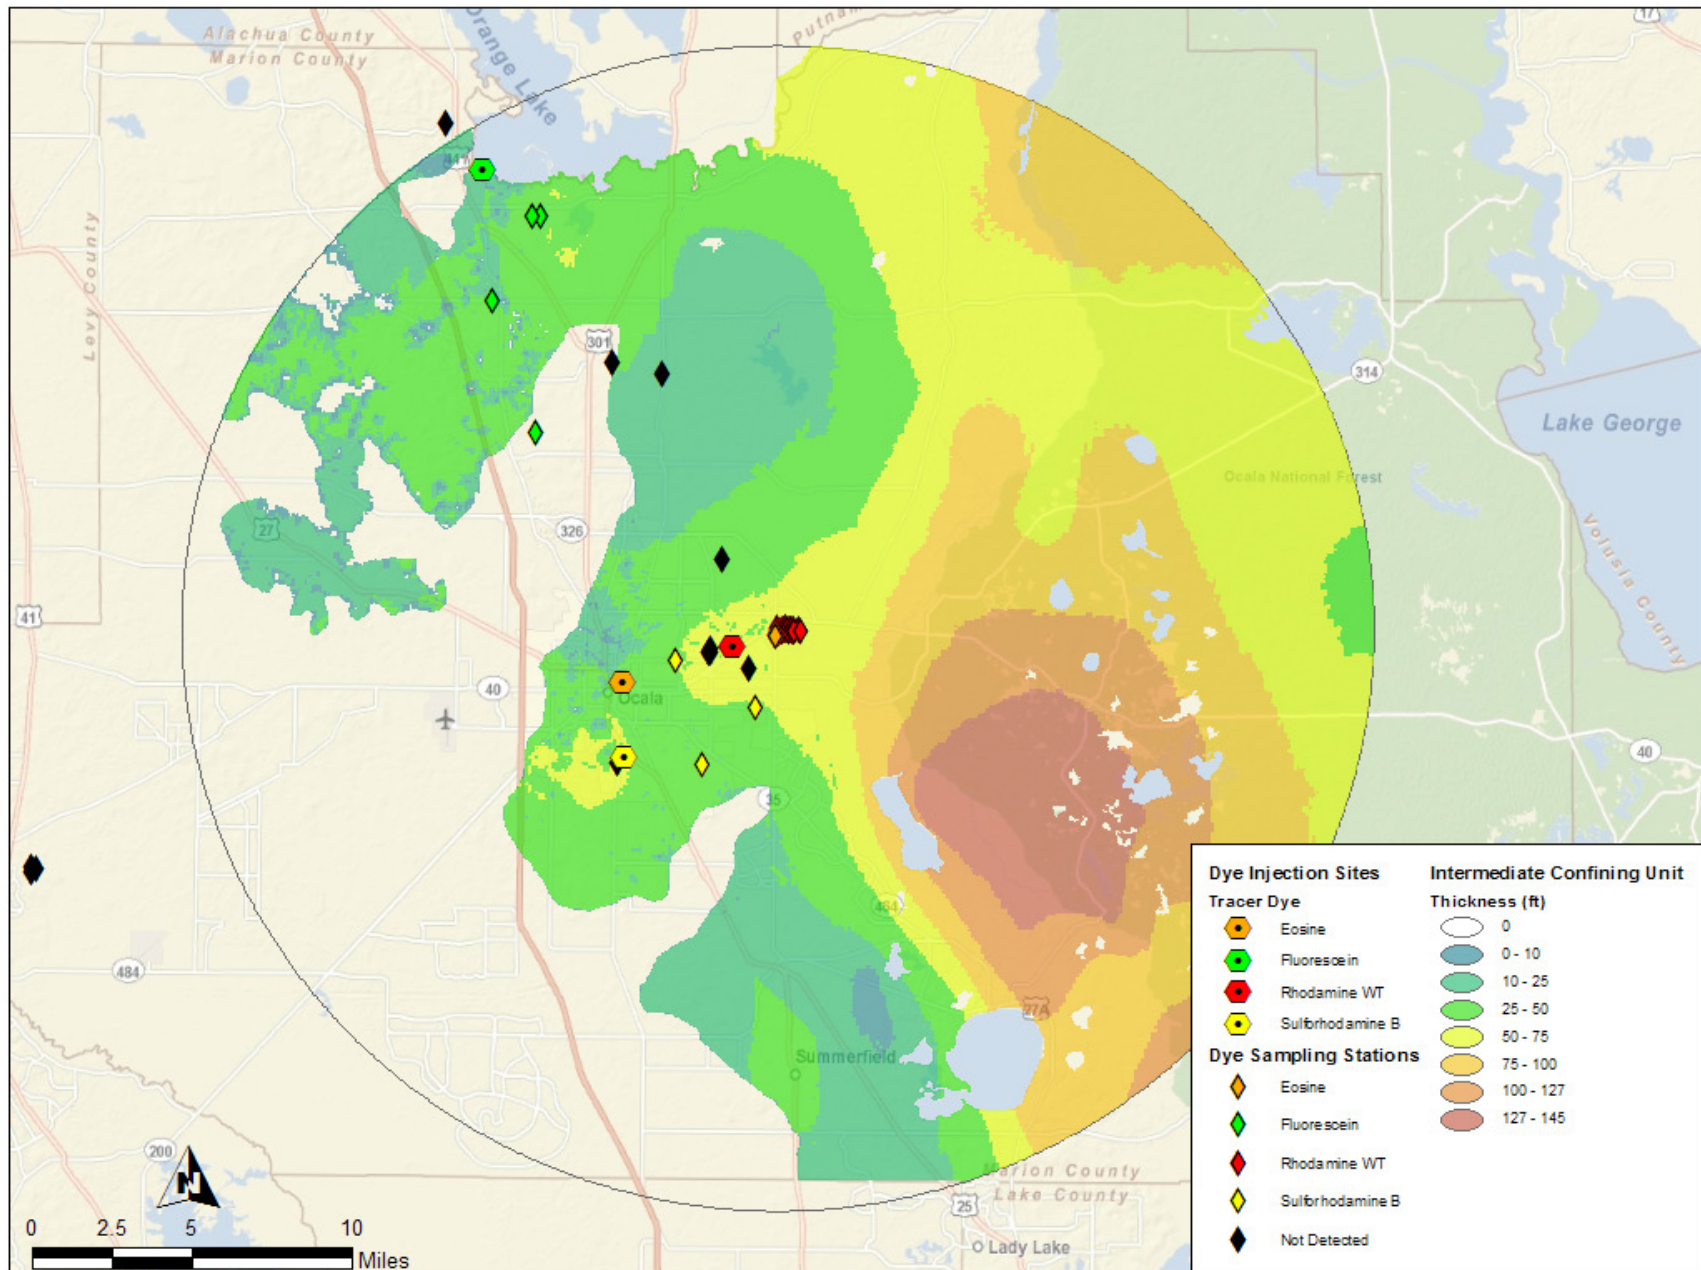 Alachua County
Marion County
Orange Lake
Putnam
17
441
Levy County
301
314
Lake George
Ocala National Forest
27
326
Volusia County
41
40
Ocala
40
35
464
484
27A
Summerfield
200
Marion County
Lake County
25
Lady Lake
N
0 2.5 5 10
Miles
Dye Injection Sites
Tracer Dye
Eosine
Fluorescein
Rhodamine WT
Sulforhodamine B
Dye Sampling Stations
Eosine
Fluorescein
Rhodamine WT
Sulforhodamine B
Not Detected
Intermediate Confining Unit
Thickness (ft)
0
0 - 10
10 - 25
25 - 50
50 - 75
75 - 100
100 - 127
127 - 145